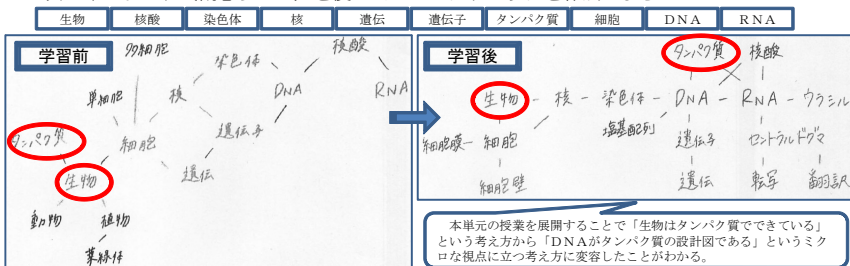 生物 核酸 染色体 核 遺伝 遺伝子 タンパク質 細胞 DNA RNA
学習前
多細胞
染色体
核酸
単細胞
核
DNA
RNA
タンパク質
細胞
遺伝子
生物
遺伝
動物
植物
葉緑体
学習後
タンパク質 核酸
生物 - 核 - 染色体 - DNA - RNA - ウラシル
塩基配列
細胞膜 - 細胞
遺伝子
セントラルドグマ
細胞壁
遺伝
転写
翻訳
本単元の授業を展開することで「生物はタンパク質でできている」
という考え方から「DNAがタンパク質の設計図である」というミク
ロな視点に立つ考え方に変容したことがわかる。